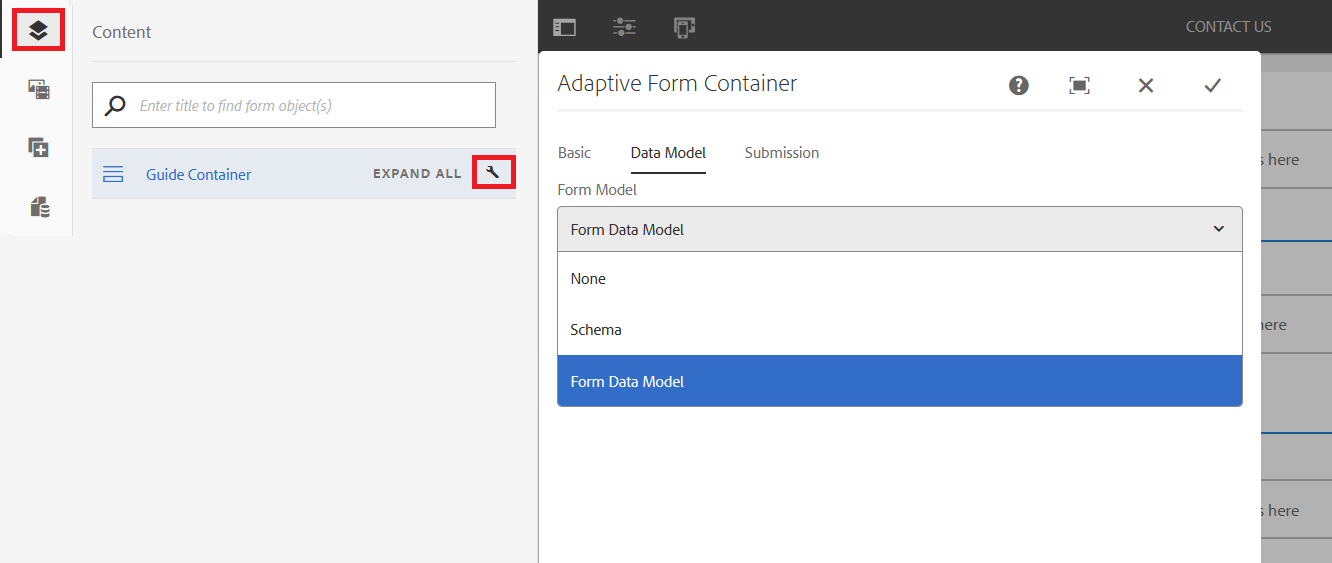 Content
Enter title to find form object(s)
Guide Container
EXPAND ALL
CONTACT US
Adaptive Form Container
Basic
Data Model
Submission
Form Model
Form Data Model
None
Schema
Form Data Model
here
here
here